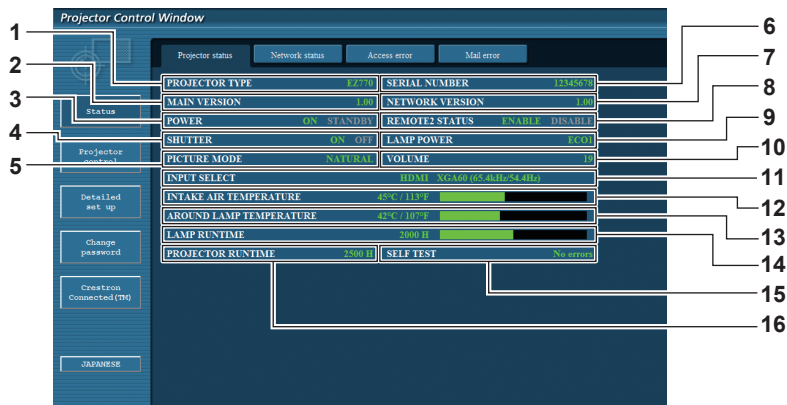 Projector Control Window
1
2
3
4
5
6
7
8
9
10
11
12
13
14
15
16
Projector status Network status Access error Mail error
Status
Projector
control
Detailed
set up
Change
password
Crestron
Connected(TM)
JAPANESE
PROJECTOR TYPE EZ770 SERIAL NUMBER 12345678
MAIN VERSION 1.00 NETWORK VERSION 1.00
POWER ON STANDBY REMOTE2 STATUS ENABLE DISABLE
SHUTTER ON OFF LAMP POWER ECO1
PICTURE MODE NATURAL VOLUME 19
INPUT SELECT HDMI XGA60 (65.4kHz/54.4Hz)
INTAKE AIR TEMPERATURE 45°C / 113°F
AROUND LAMP TEMPERATURE 42°C / 107°F
LAMP RUNTIME 2000 H
PROJECTOR RUNTIME 2500 H SELF TEST No errors